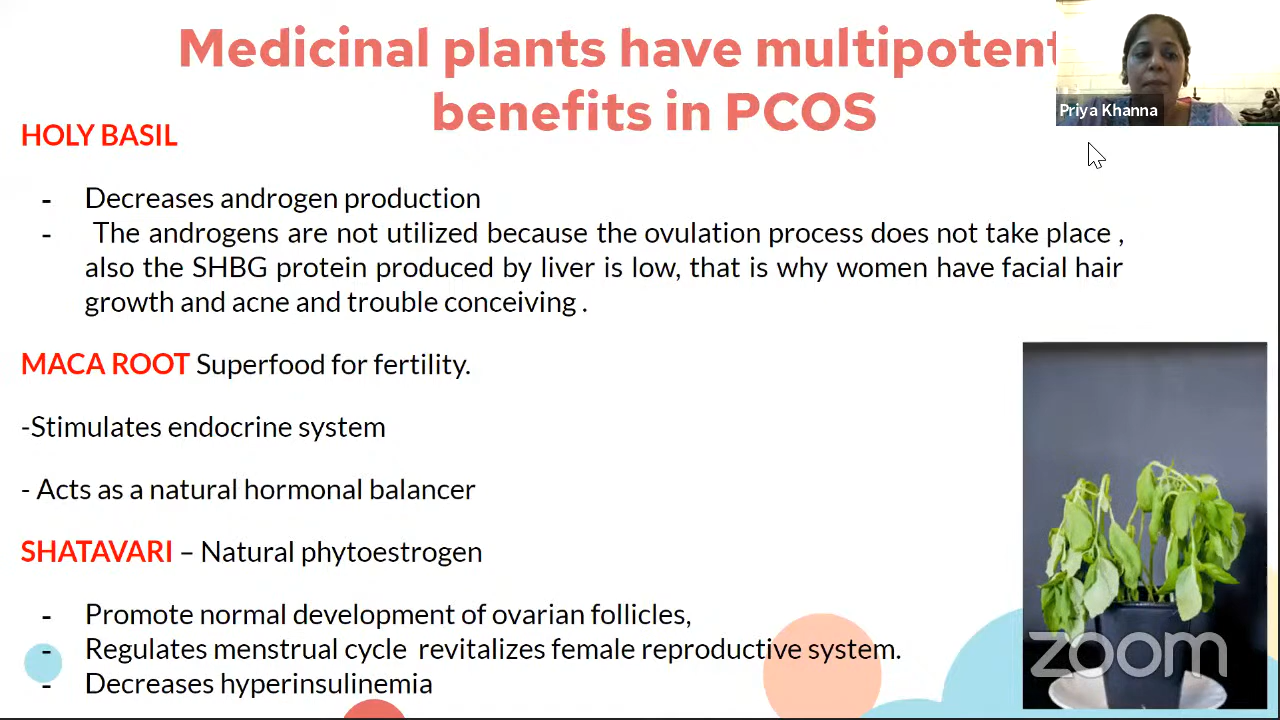 Medicinal plants have multipotent
benefits in PCOS
Priya Khanna
HOLY BASIL
- Decreases androgen production
- The androgens are not utilized because the ovulation process does not take place ,
also the SHBG protein produced by liver is low, that is why women have facial hair
growth and acne and trouble conceiving .
MACA ROOT Superfood for fertility.
-Stimulates endocrine system
- Acts as a natural hormonal balancer
SHATAVARI – Natural phytoestrogen
- Promote normal development of ovarian follicles,
- Regulates menstrual cycle revitalizes female reproductive system.
- Decreases hyperinsulinemia
zoom